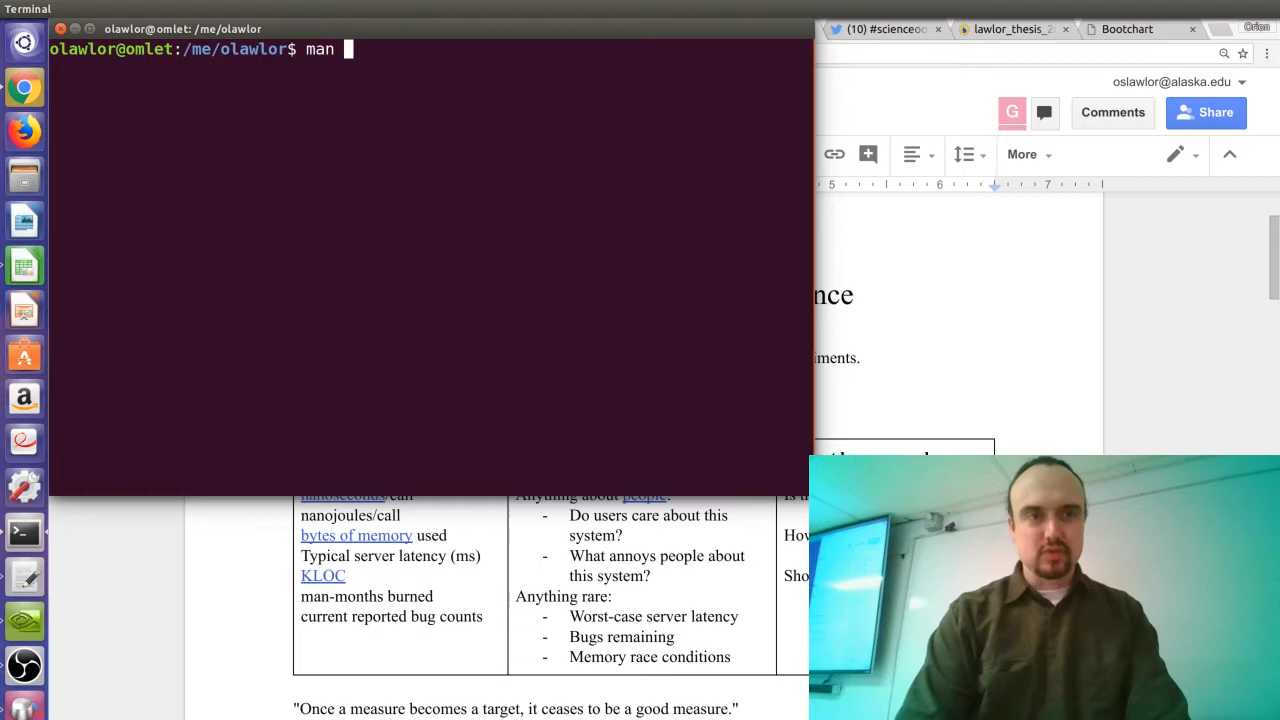 Terminal
olawlor@omlet: /me/olawlor
(10) #scienceo
lawlor_thesis_2
Bootchart
Orion
olawlor@omlet:/me/olawlor$ man
oslawlor@alaska.edu
G
Comments
Share
More
5
6
7
nce
iments.
nanoseconds/call
nanojoules/call
bytes of memory used
Typical server latency (ms)
KLOC
man-months burned
current reported bug counts
Anything about people:
- Do users care about this
system?
- What annoys people about
this system?
Anything rare:
- Worst-case server latency
- Bugs remaining
- Memory race conditions
Is t
How
Sho
"Once a measure becomes a target, it ceases to be a good measure."